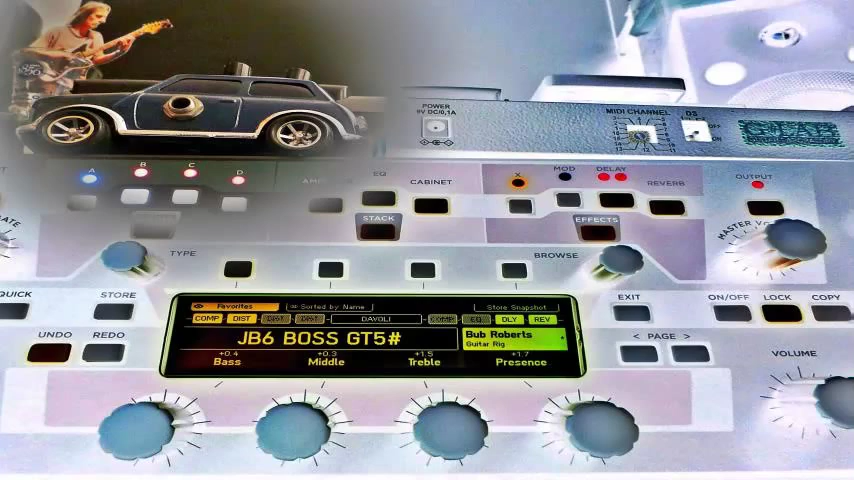 POWER
9V DC/0,1A
MIDI CHANNEL
A
B
C
D
EQ
CABINET
X
MOD
DELAY
REVERB
OUTPUT
STACK
EFFECTS
TYPE
BROWSE
QUICK
STORE
EXIT
ON/OFF
LOCK
COPY
UNDO
REDO
< PAGE >
VOLUME
Favorites
Sorted by Name
Store Snapshot
COMP
DIST
DAVOLI
COMP
EQ
DLY
REV
JB6 BOSS GT5#
Bub Roberts
Guitar Rig
+0.4
+0.3
+1.5
+1.7
Bass
Middle
Treble
Presence